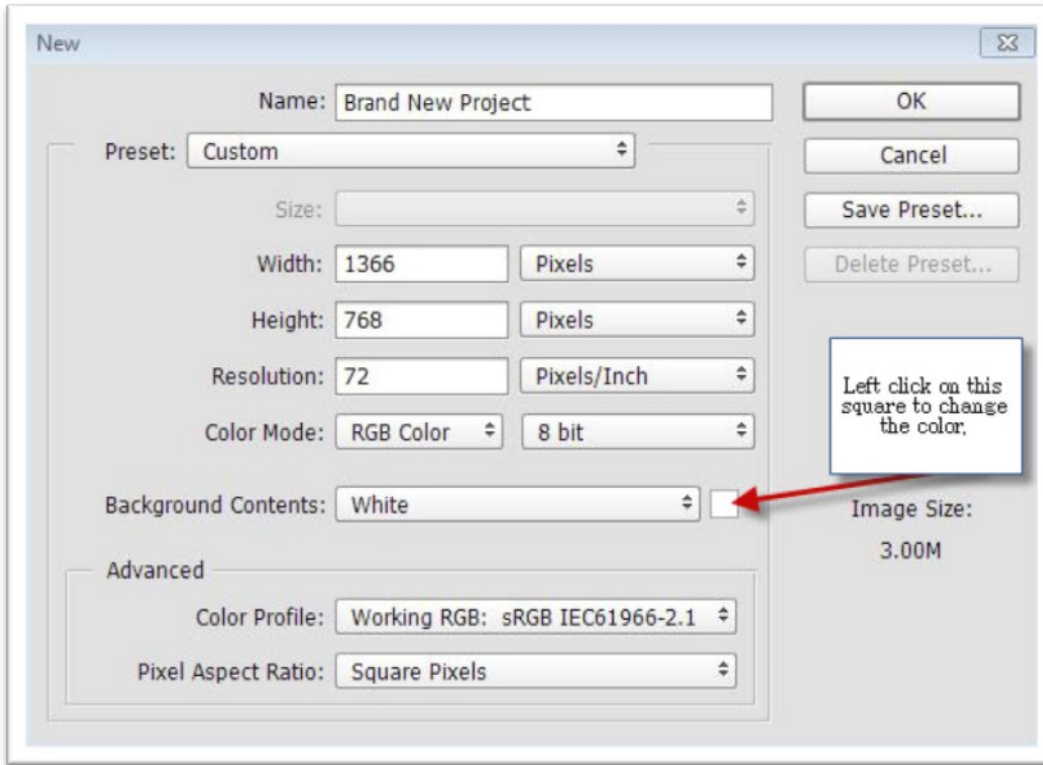 New
Name: Brand New Project
OK
Preset: Custom
Cancel
Size:
Save Preset...
Width: 1366 Pixels
Delete Preset...
Height: 768 Pixels
Resolution: 72 Pixels/Inch
Left click on this
square to change
the color.
Color Mode: RGB Color 8 bit
Background Contents: White
Image Size:
3.00M
Advanced
Color Profile: Working RGB: sRGB IEC61966-2.1
Pixel Aspect Ratio: Square Pixels